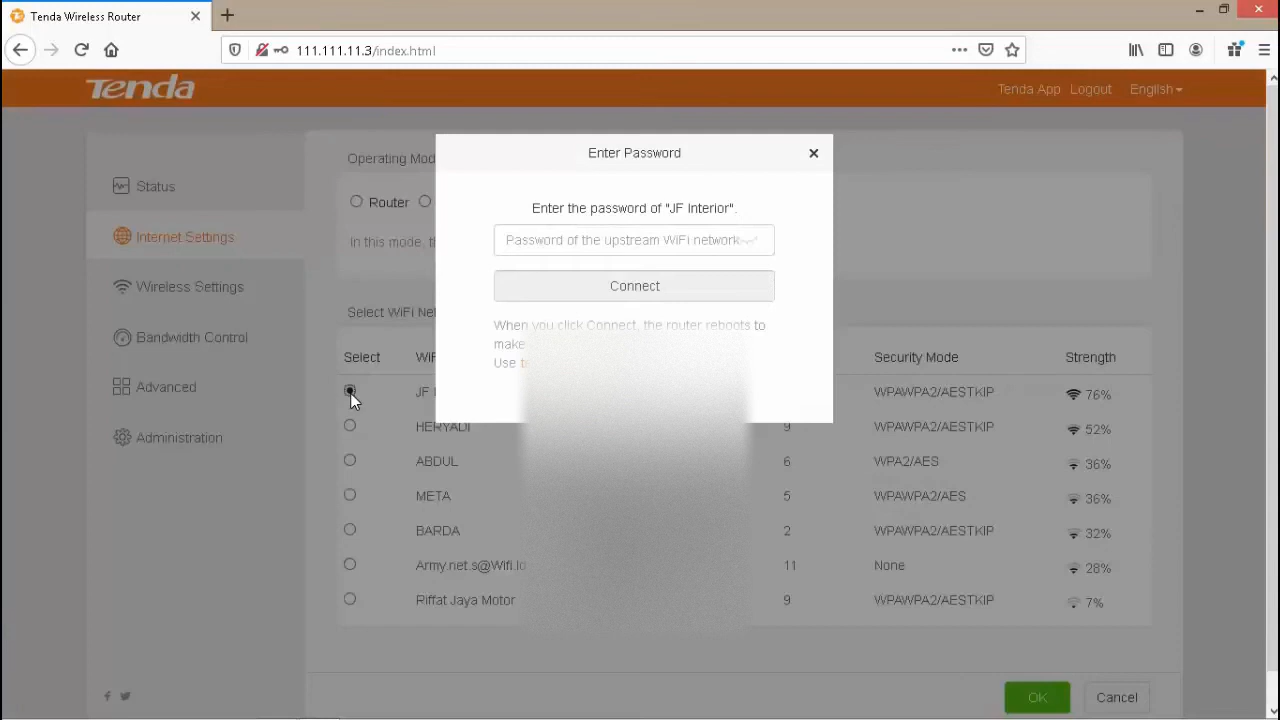 Tenda Wireless Router
111.111.11.3/index.html
Tenda
Tenda App Logout English
Enter Password
Operating Mod
Status
Router
Enter the password of "JF Interior".
Internet Settings
Password of the upstream WiFi network
In this mode, th
Wireless Settings
Connect
Select WiFi Net
When you click Connect, the router reboots to
make
Use
Bandwidth Control
Select Security Mode Strength
Advanced
JF WPAWPA2/AESTKIP 76%
HERYADI 9 WPAWPA2/AESTKIP 52%
Administration
ABDUL 6 WPA2/AES 36%
META 5 WPAWPA2/AES 36%
BARDA 2 WPAWPA2/AESTKIP 32%
Army.net.s@Wifi.Io 11 None 28%
Riffat Jaya Motor 9 WPAWPA2/AESTKIP 7%
OK Cancel